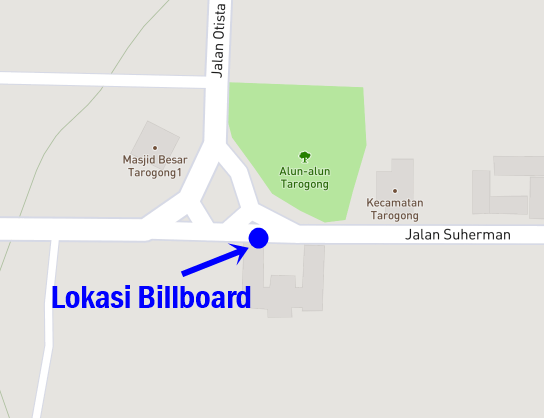 Jalan Otista
Masjid Besar
Tarogong1
Alun-alun
Tarogong
Kecamatan
Tarogong
Jalan Suherman
Lokasi Billboard